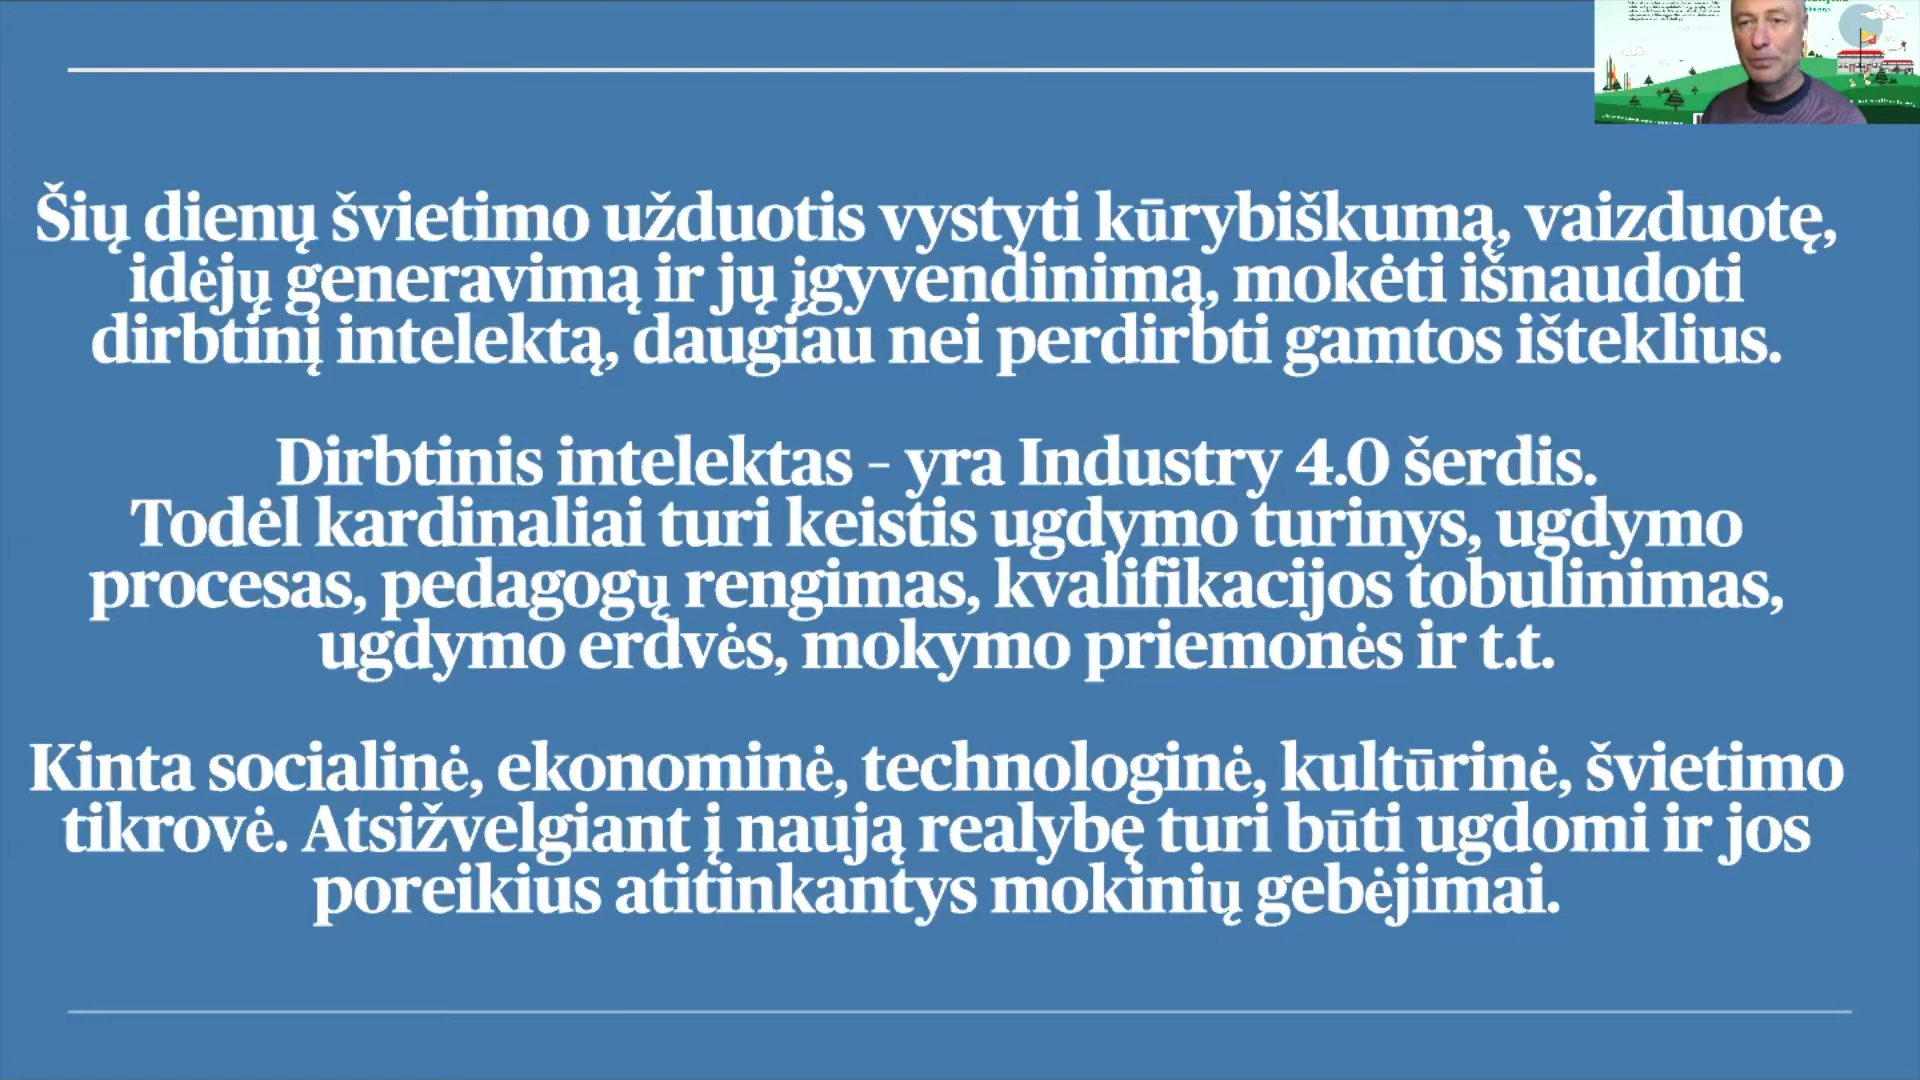 Šių dienų švietimo užduotis vystyti kūrybiškumą, vaizduotę,
idėjų generavimą ir jų įgyvendinimą, mokėti išnaudoti
dirbtinį intelektą, daugiau nei perdirbti gamtos išteklius.
Dirbtinis intelektas - yra Industry 4.0 šerdis.
Todėl kardinaliai turi keistis ugdymo turinys, ugdymo
procesas, pedagogų rengimas, kvalifikacijos tobulinimas,
ugdymo erdvės, mokymo priemonės ir t.t.
Kinta socialinė, ekonominė, technologinė, kultūrinė, švietimo
tikrovė. Atsižvelgiant į naują realybę turi būti ugdomi ir jos
poreikius atitinkantys mokinių gebėjimai.